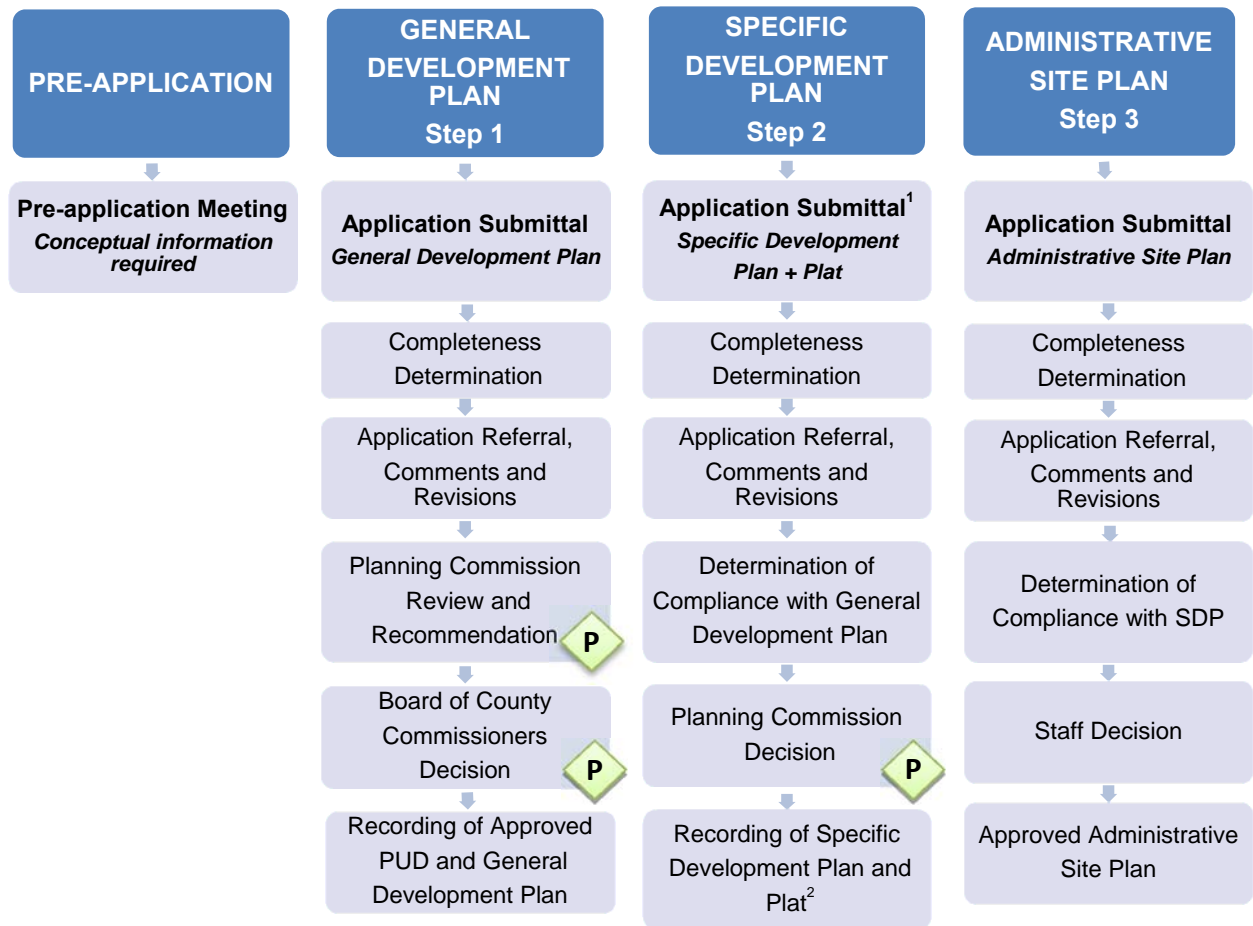 PRE-APPLICATION
Pre-application Meeting
Conceptual information
required
GENERAL
DEVELOPMENT
PLAN
Step 1
Application Submittal
General Development Plan
Completeness
Determination
Application Referral,
Comments and
Revisions
Planning Commission
Review and
Recommendation
P
Board of County
Commissioners
Decision
P
Recording of Approved
PUD and General
Development Plan
SPECIFIC
DEVELOPMENT
PLAN
Step 2
Application Submittal¹
Specific Development
Plan + Plat
Completeness
Determination
Application Referral,
Comments and
Revisions
Determination of
Compliance with General
Development Plan
Planning Commission
Decision
P
Recording of Specific
Development Plan and
Plat²
ADMINISTRATIVE
SITE PLAN
Step 3
Application Submittal
Administrative Site Plan
Completeness
Determination
Application Referral,
Comments and
Revisions
Determination of
Compliance with SDP
Staff Decision
Approved Administrative
Site Plan